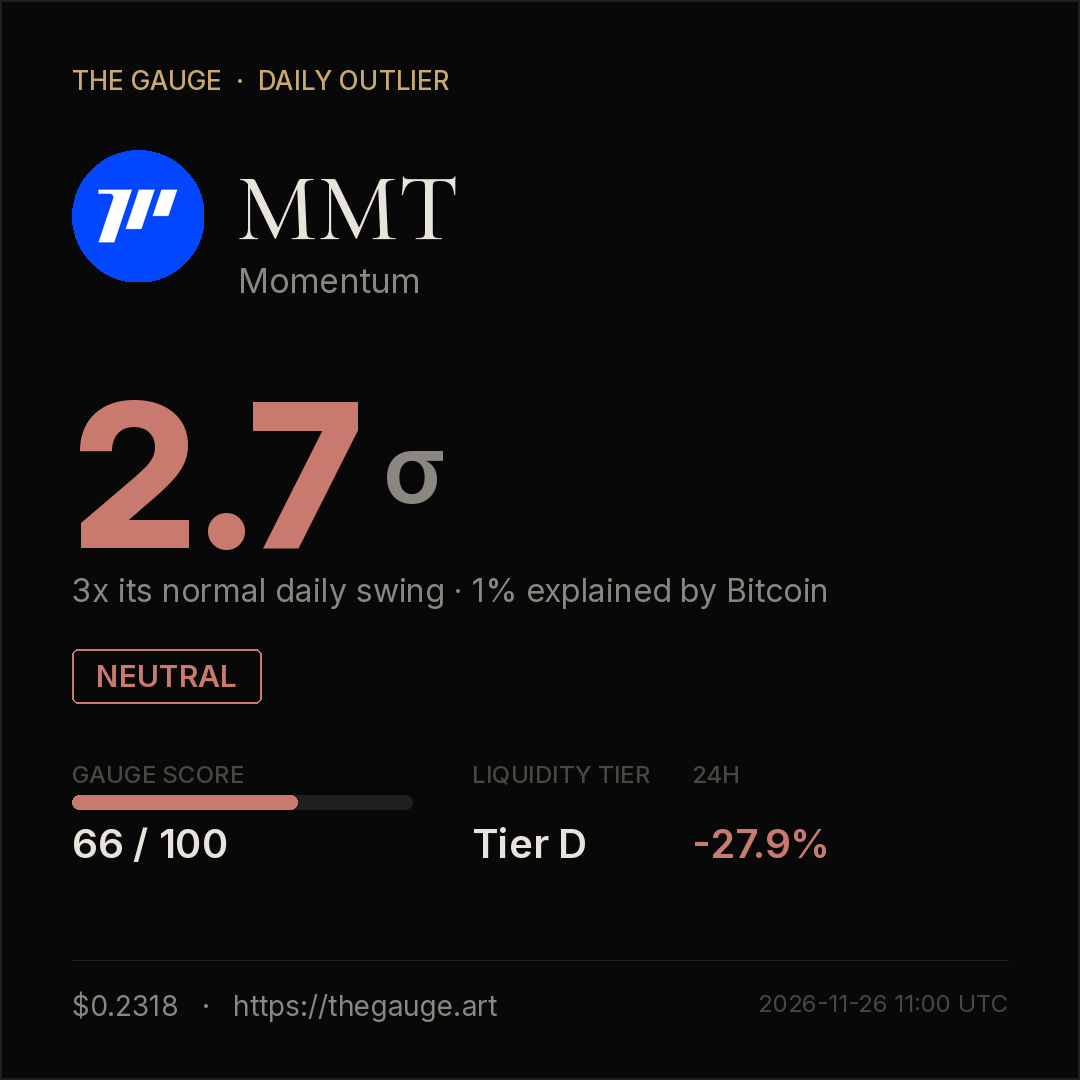 THE GAUGE · DAILY OUTLIER
MMT
Momentum
2.7 σ
3x its normal daily swing · 1% explained by Bitcoin
NEUTRAL
GAUGE SCORE LIQUIDITY TIER 24H
66 / 100 Tier D -27.9%
$0.2318 · https://thegauge.art 2026-11-26 11:00 UTC